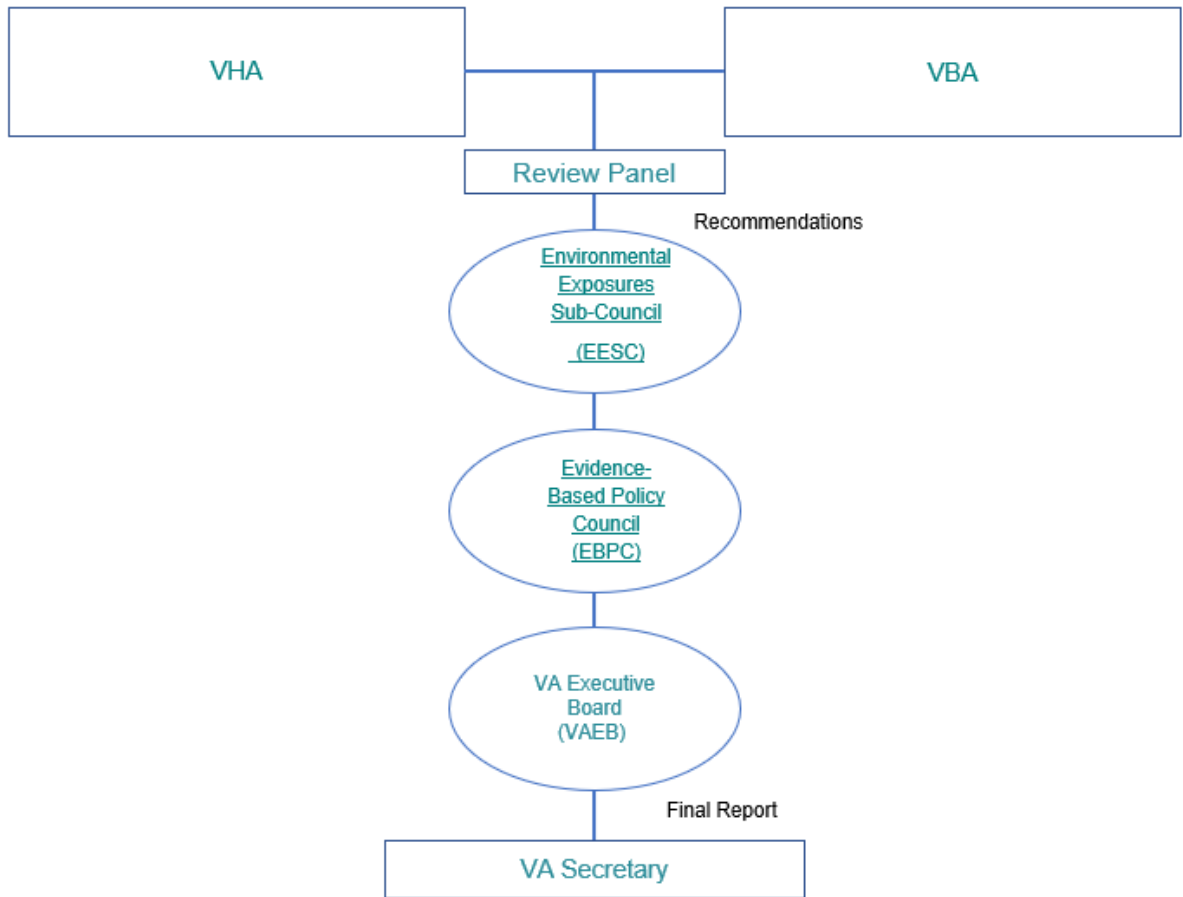 VHA
VBA
Review Panel
Recommendations
Environmental
Exposures
Sub-Council
(EESC)
Evidence-
Based Policy
Council
(EBPC)
VA Executive
Board
(VAEB)
Final Report
VA Secretary